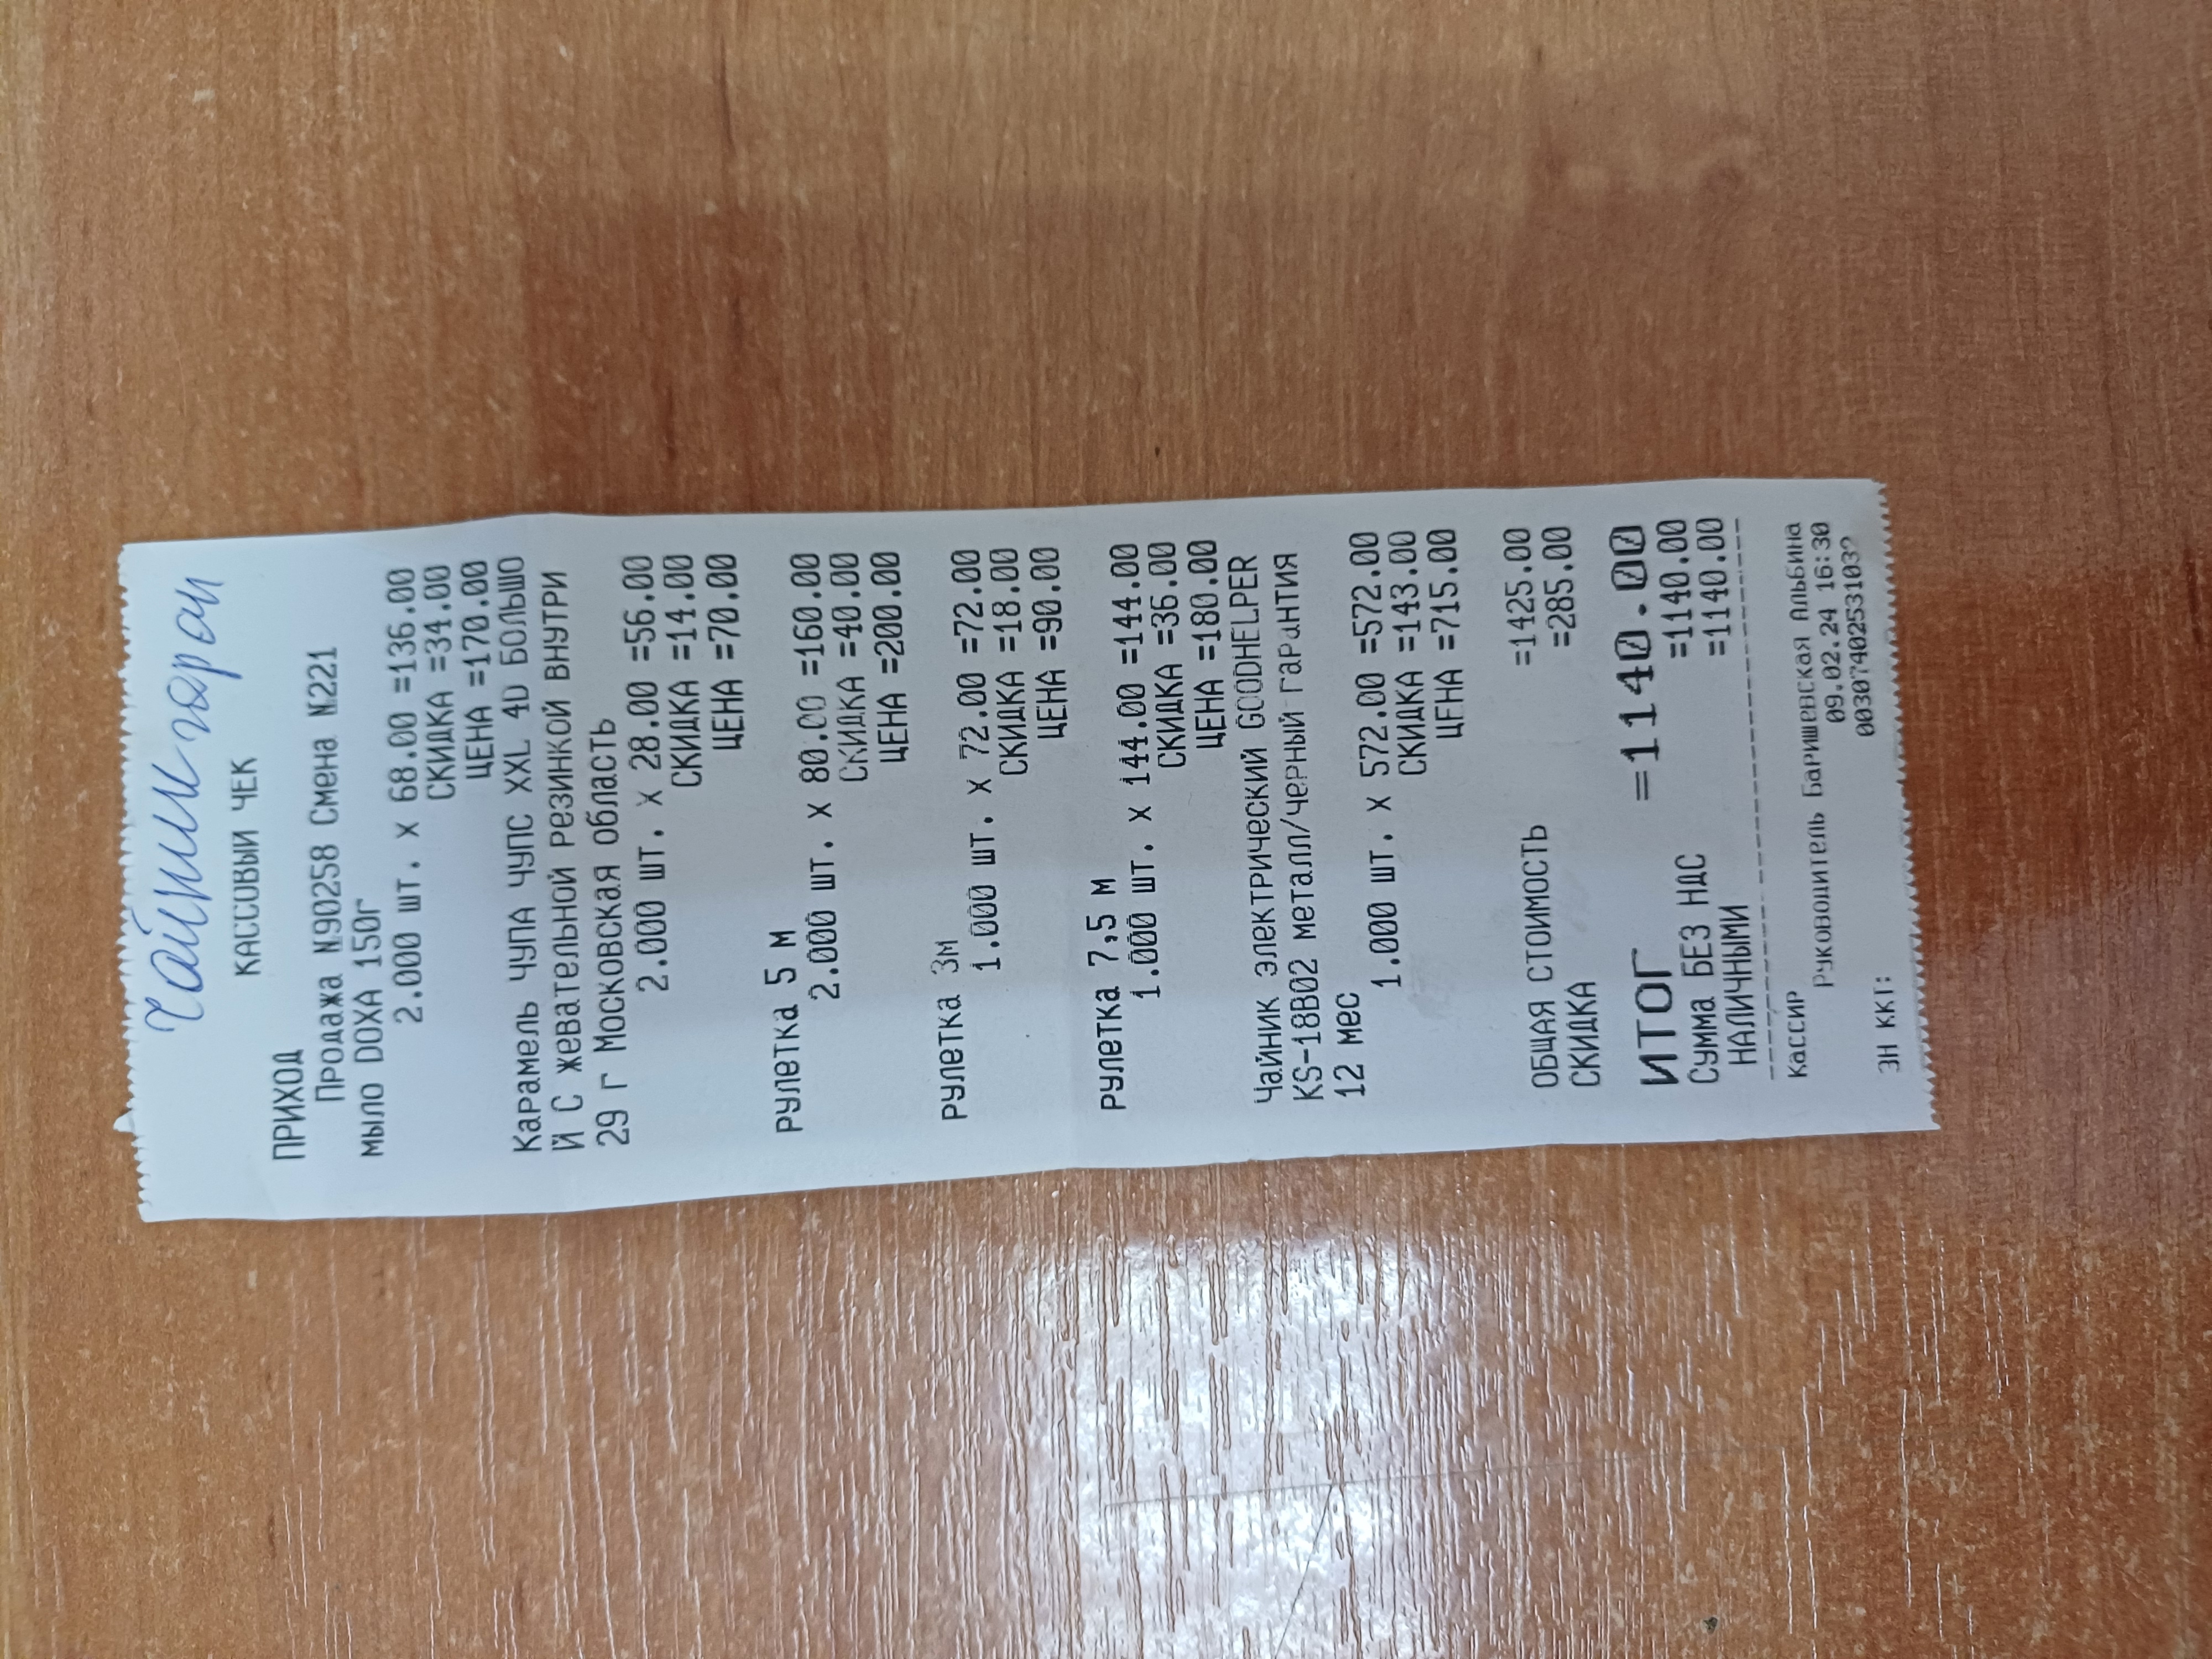 Чайник гаран
КАССОВЫЙ ЧЕК
ПРИХОД
Продажа N90258 Смена N221
мыло DOXA 150г
2.000 шт. X 68.00 =136.00
СКИДКА =34.00
ЦЕНА =170.00
Карамель ЧУПА ЧУПС XXL 4D БОЛЬШО
Й С жевательной резинкой ВНУТРИ
29 г Московская область
2.000 шт. X 28.00 =56.00
СКИДКА =14.00
ЦЕНА =70.00
рулетка 5 м
2.000 шт. X 80.00 =160.00
СКИДКА =40.00
ЦЕНА =200.00
рулетка 3м
1.000 шт. X 72.00 =72.00
СКИДКА =18.00
ЦЕНА =90.00
рулетка 7,5 м
1.000 шт. X 144.00 =144.00
СКИДКА =36.00
ЦЕНА =180.00
Чайник электрический GOODHELPER
KS-18B02 металл/черный гарантия
12 мес
1.000 шт. X 572.00 =572.00
СКИДКА =143.00
ЦЕНА =715.00
ОБЩАЯ СТОИМОСТЬ =1425.00
СКИДКА =285.00
ИТОГ =1140.00
Сумма БЕЗ НДС =1140.00
НАЛИЧНЫМИ =1140.00
Кассир
Руководитель Баришевская Альбина
09.02.24 16:30
ЗН ККТ: 00307402531032